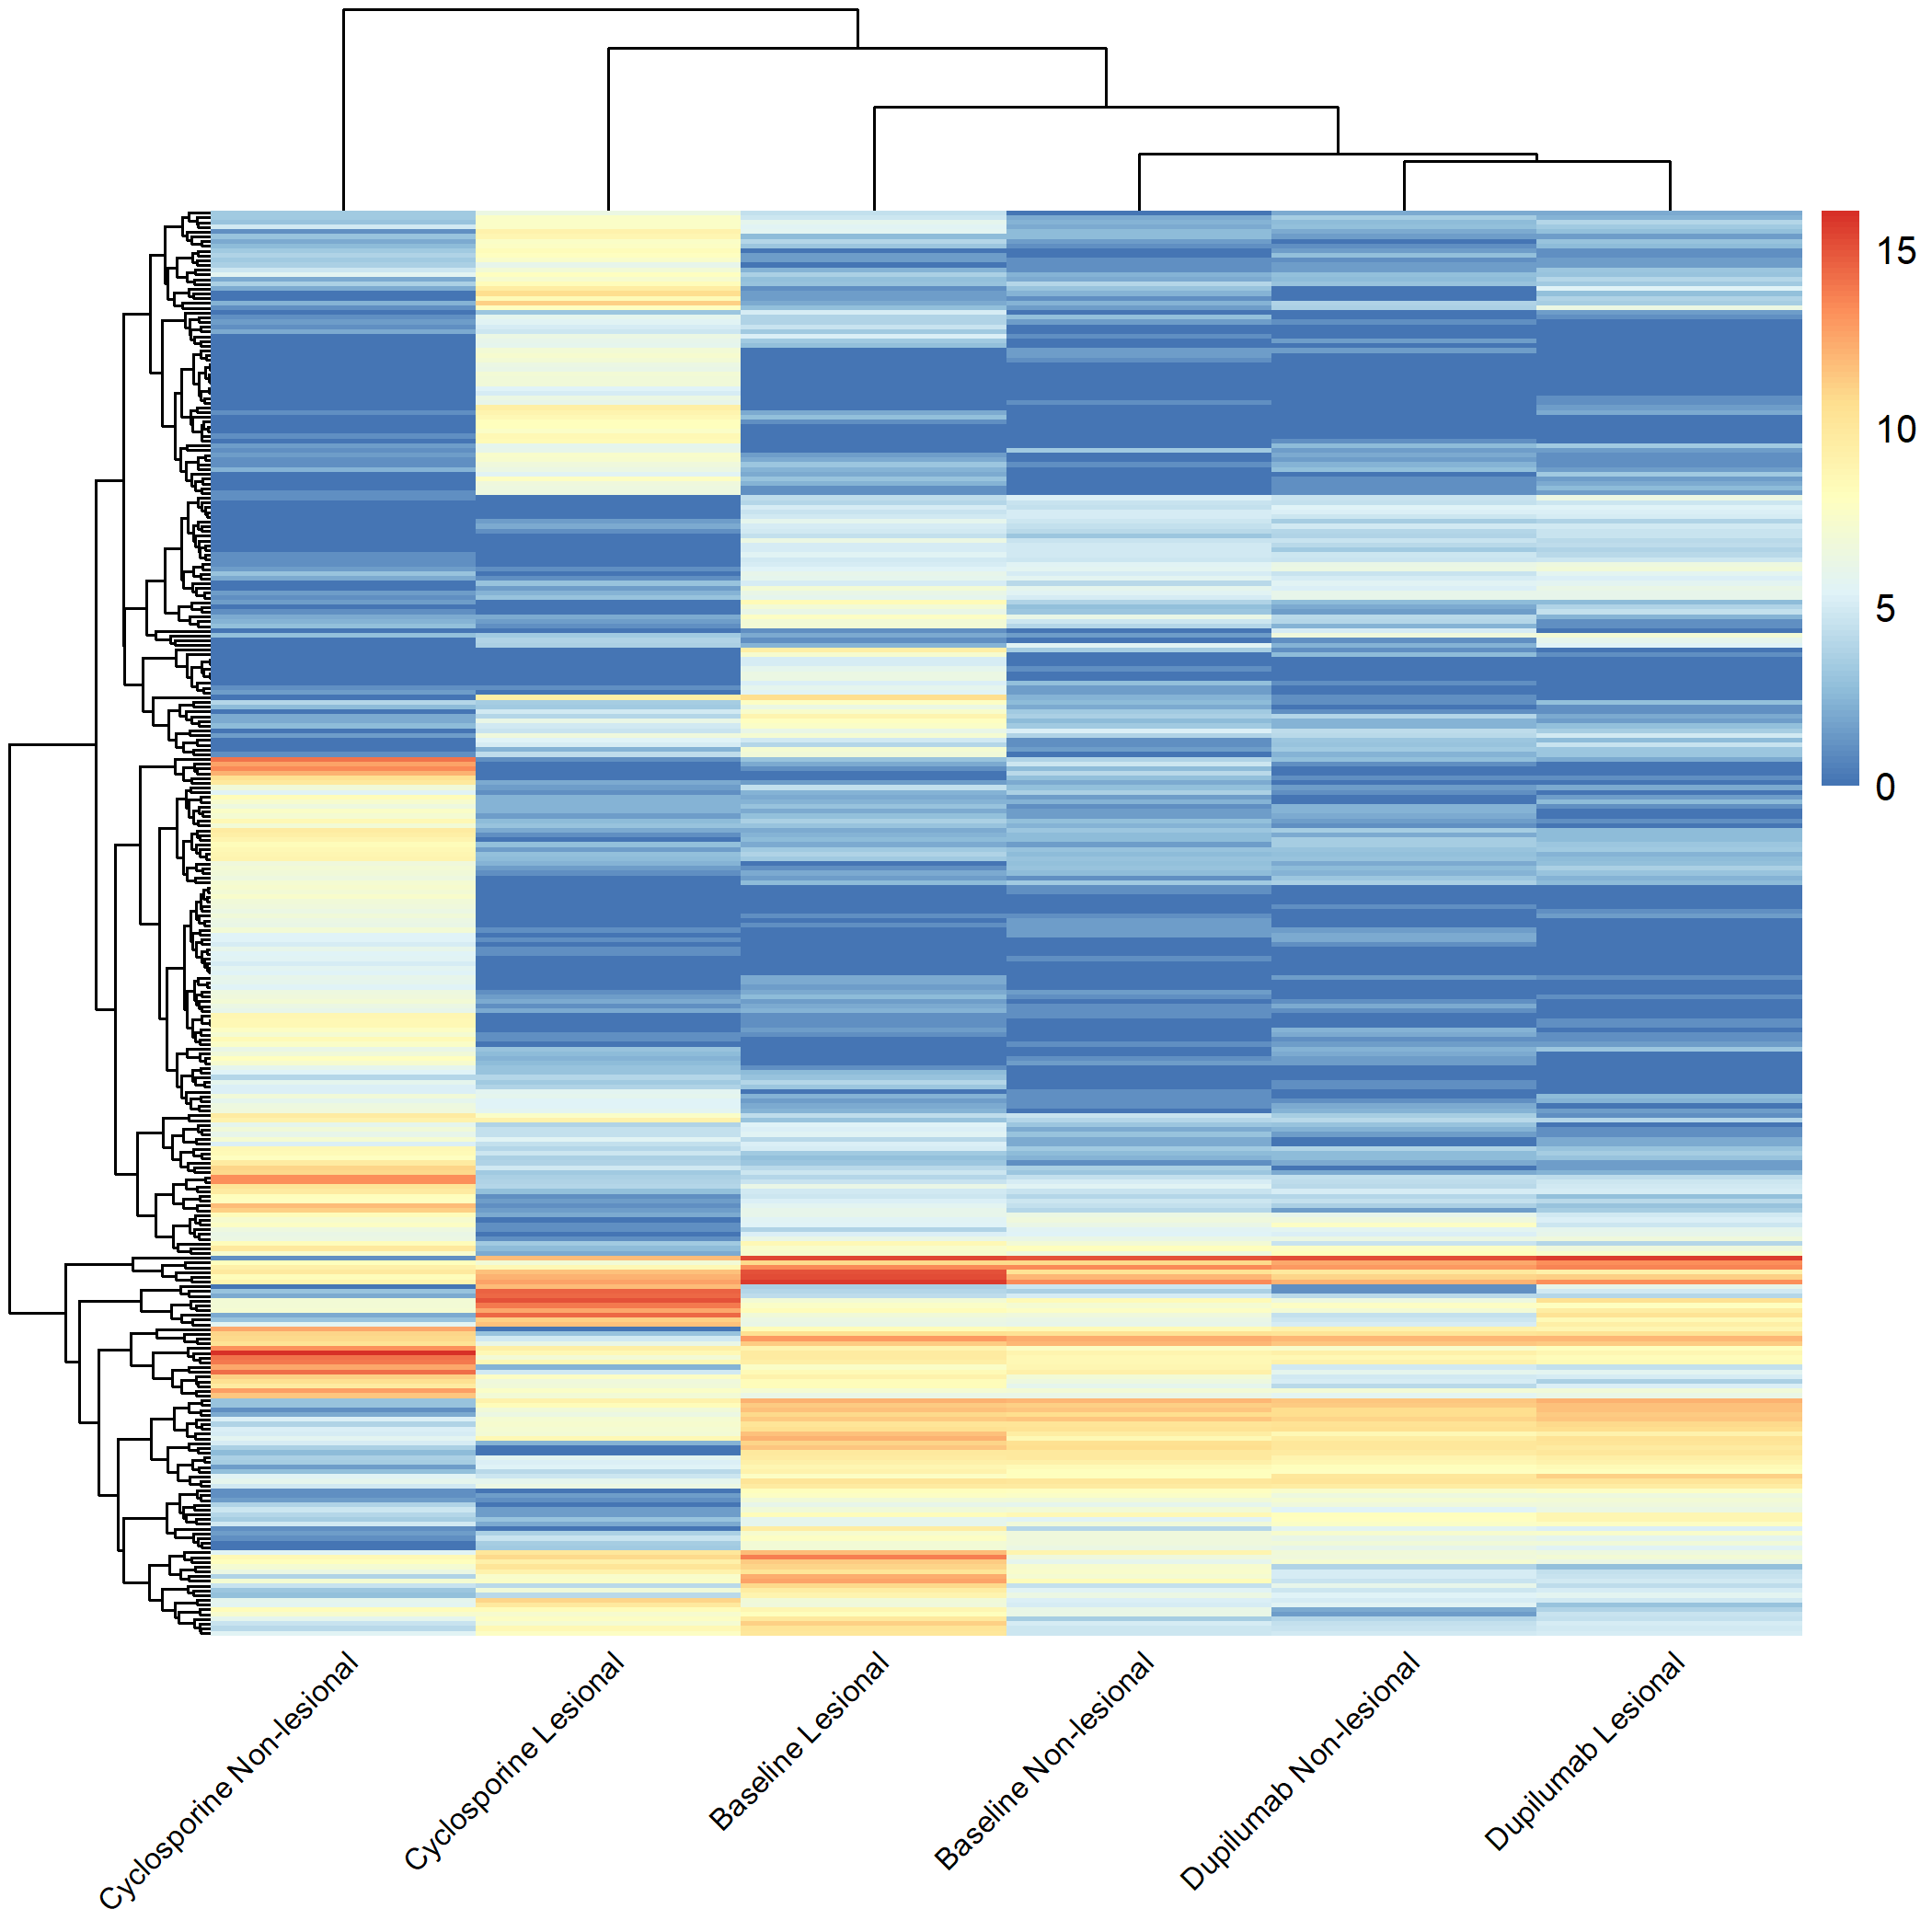 15
10
5
0
Cyclosporine Non-lesional
Cyclosporine Lesional
Baseline Lesional
Baseline Non-lesional
Dupilumab Non-lesional
Dupilumab Lesional